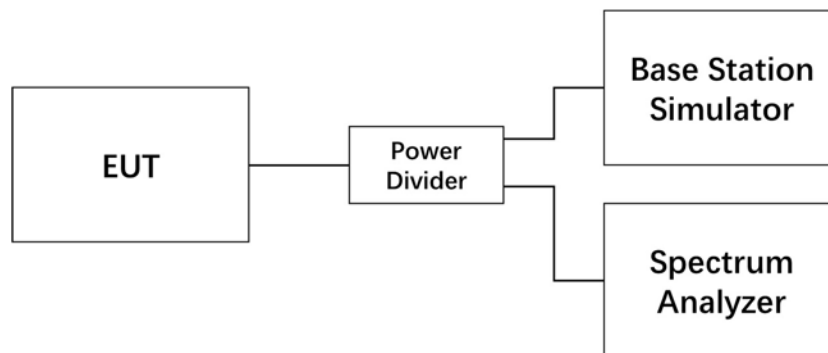 EUT
Power
Divider
Base Station
Simulator
Spectrum
Analyzer